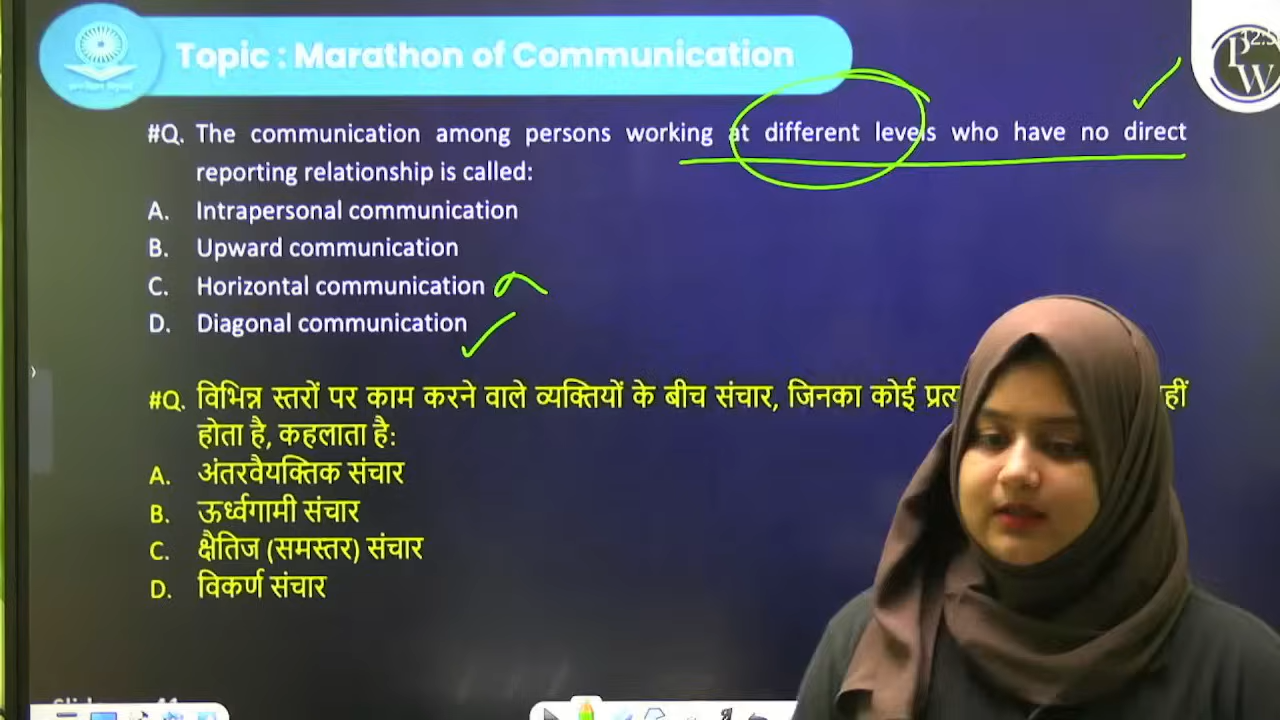 Topic : Marathon of Communication
PW
#Q. The communication among persons working at different levels who have no direct
reporting relationship is called:
A. Intrapersonal communication
B. Upward communication
C. Horizontal communication
D. Diagonal communication
#Q. विभिन्न स्तरों पर काम करने वाले व्यक्तियों के बीच संचार, जिनका कोई
होता है, कहलाता है:
A. अंतरवैयक्तिक संचार
B. ऊर्ध्वगामी संचार
C. क्षैतिज (समस्तर) संचार
D. विकर्ण संचार